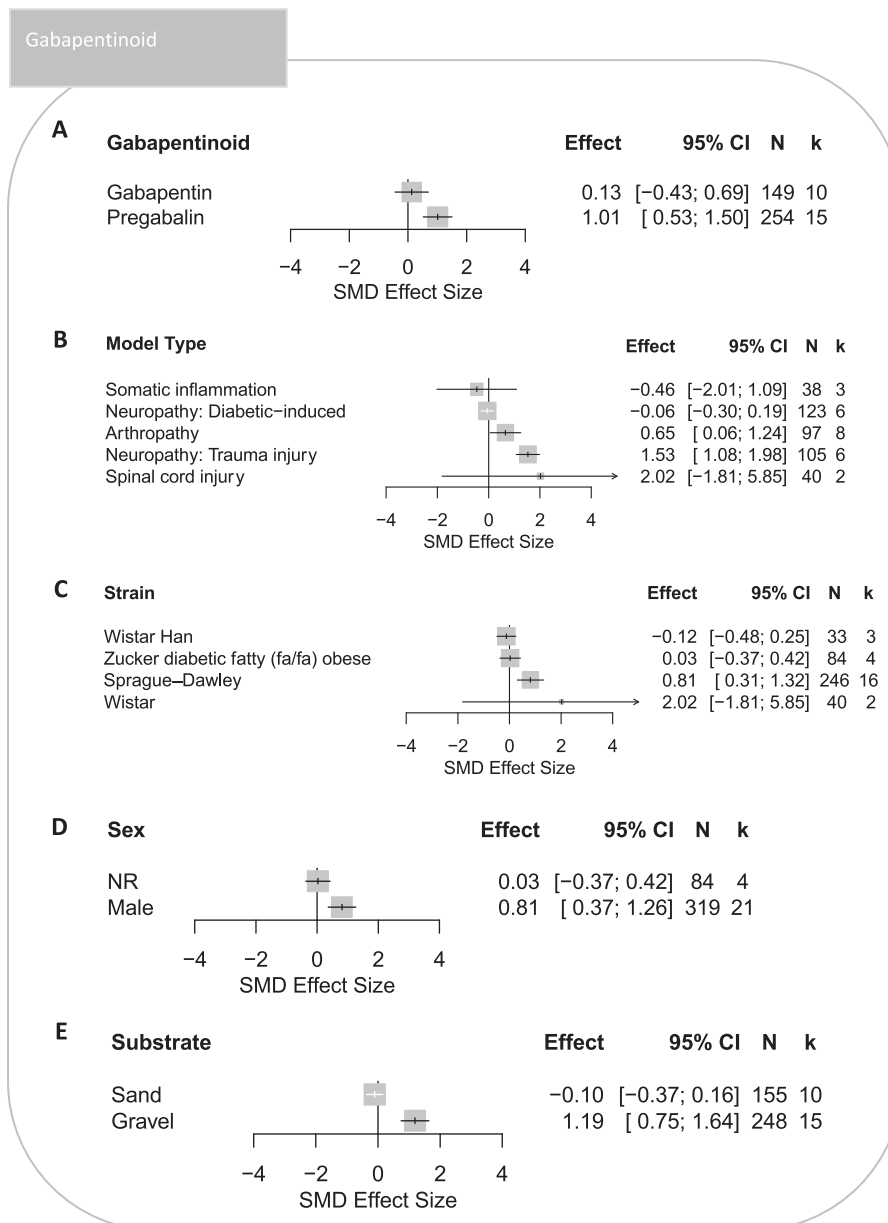 Gabapentinoid
A Gabapentinoid Effect 95% CI N k
Gabapentin 0.13 [−0.43; 0.69] 149 10
Pregabalin 1.01 [ 0.53; 1.50] 254 15
−4 −2 0 2 4
SMD Effect Size
B Model Type Effect 95% CI N k
Somatic inflammation −0.46 [−2.01; 1.09] 38 3
Neuropathy: Diabetic−induced −0.06 [−0.30; 0.19] 123 6
Arthropathy 0.65 [ 0.06; 1.24] 97 8
Neuropathy: Trauma injury 1.53 [ 1.08; 1.98] 105 6
Spinal cord injury 2.02 [−1.81; 5.85] 40 2
−4 −2 0 2 4
SMD Effect Size
C Strain Effect 95% CI N k
Wistar Han −0.12 [−0.48; 0.25] 33 3
Zucker diabetic fatty (fa/fa) obese 0.03 [−0.37; 0.42] 84 4
Sprague−Dawley 0.81 [ 0.31; 1.32] 246 16
Wistar 2.02 [−1.81; 5.85] 40 2
−4 −2 0 2 4
SMD Effect Size
D Sex Effect 95% CI N k
NR 0.03 [−0.37; 0.42] 84 4
Male 0.81 [ 0.37; 1.26] 319 21
−4 −2 0 2 4
SMD Effect Size
E Substrate Effect 95% CI N k
Sand −0.10 [−0.37; 0.16] 155 10
Gravel 1.19 [ 0.75; 1.64] 248 15
−4 −2 0 2 4
SMD Effect Size